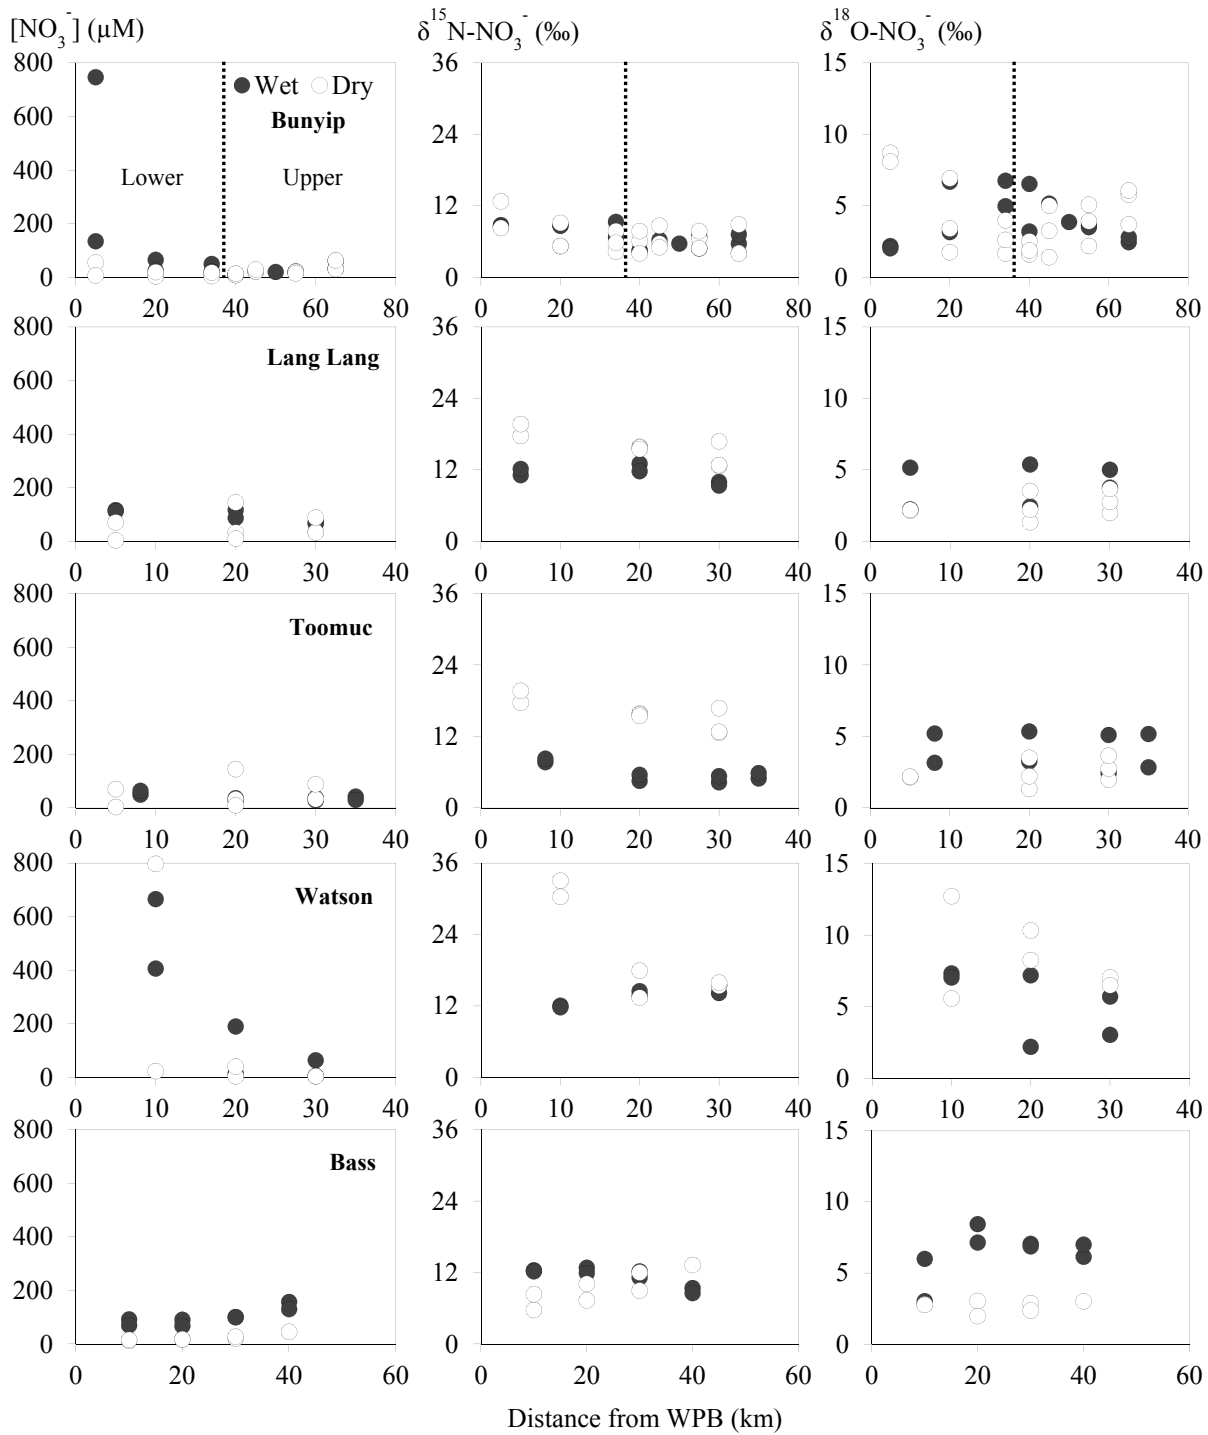 [NO3-] (µM) δ15N-NO3- (‰) δ18O-NO3- (‰)
800 36 15
Wet Dry
600 24 10
Bunyip
400
Lower Upper
12 5
200
0 0 0
0 20 40 60 80 0 20 40 60 80 0 20 40 60 80
800 36 15
Lang Lang
600 24 10
400
12 5
200
0 0 0
0 10 20 30 40 0 10 20 30 40 0 10 20 30 40
800 36 15
Toomuc
600 24 10
400
12 5
200
0 0 0
0 10 20 30 40 0 10 20 30 40 0 10 20 30 40
800 36 15
Watson
600 24 10
400
12 5
200
0 0 0
0 10 20 30 40 0 10 20 30 40 0 10 20 30 40
800 36 15
Bass
600 24 10
400
12 5
200
0 0 0
0 20 40 60 0 20 40 60 0 20 40 60
Distance from WPB (km)